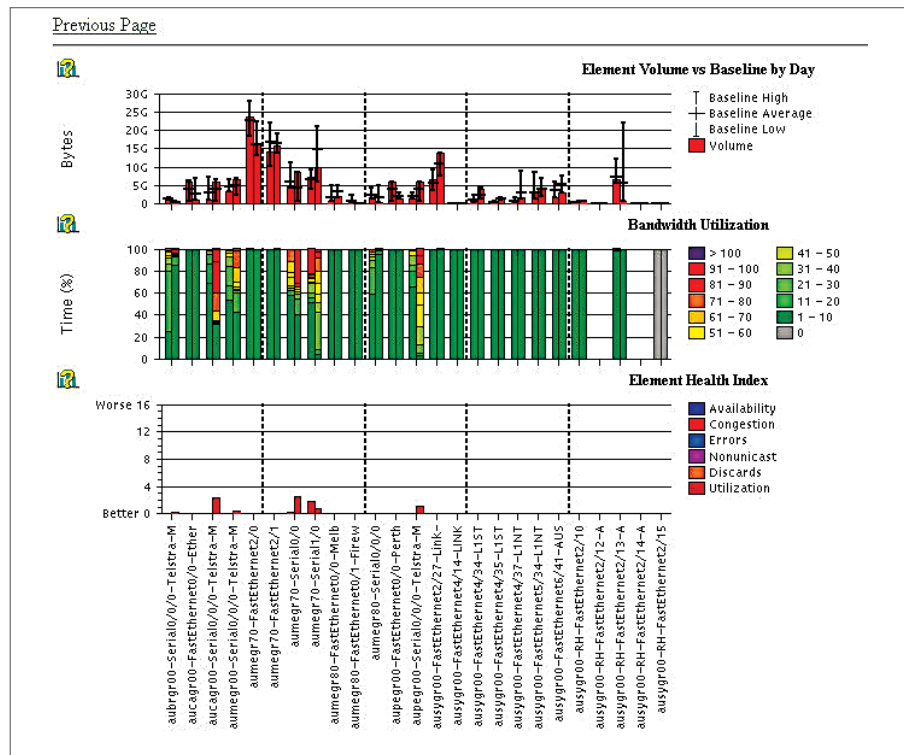 Previous Page
Element Volume vs Baseline by Day
30G
25G
20G
15G
10G
5G
0
Bytes
Baseline High
Baseline Average
Baseline Low
Volume
Bandwidth Utilization
100
80
60
40
20
0
Time (%)
> 100
91 - 100
81 - 90
71 - 80
61 - 70
51 - 60
41 - 50
31 - 40
21 - 30
11 - 20
1 - 10
0
Element Health Index
Worse 16
12
8
4
Better 0
Availability
Congestion
Errors
Nonunicast
Discards
Utilization
aubrgr00-Serial0/0/0-Telstra-M
aucagr00-FastEthernet0/0-Ether
aucagr00-Serial0/0/0-Telstra-M
aumegr00-Serial0/0/0-Telstra-M
aumegr70-FastEthernet2/0
aumegr70-FastEthernet2/1
aumegr70-Serial0/0
aumegr70-Serial1/0
aumegr80-FastEthernet0/0-Melb
aumegr80-FastEthernet0/1-Firew
aumegr80-Serial0/0/0
aupegr00-FastEthernet0/0-Perth
aupegr00-Serial0/0/0-Telstra-M
ausygr00-FastEthernet2/27-Link-
ausygr00-FastEthernet4/14-LINK
ausygr00-FastEthernet4/34-L1ST
ausygr00-FastEthernet4/35-L1ST
ausygr00-FastEthernet4/37-L1NT
ausygr00-FastEthernet5/34-L1NT
ausygr00-FastEthernet6/41-AUS
ausygr00-RH-FastEthernet2/10
ausygr00-RH-FastEthernet2/12-A
ausygr00-RH-FastEthernet2/13-A
ausygr00-RH-FastEthernet2/14-A
ausygr00-RH-FastEthernet2/15